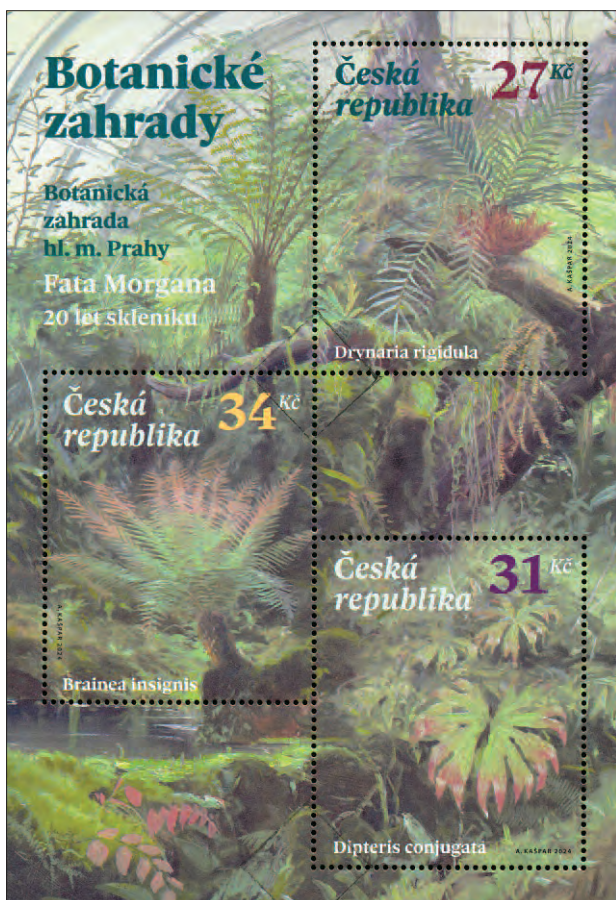 Botanické
zahrady
Botanická
zahrada
hl. m. Prahy
Fata Morgana
20 let skleníku
Česká
republika
27 Kč
A. KAŠPAR 2024
Drynaria rigidula
Česká
republika
34 Kč
A. KAŠPAR 2024
Brainea insignis
Česká
republika
31 Kč
Dipteris conjugata
A. KAŠPAR 2024